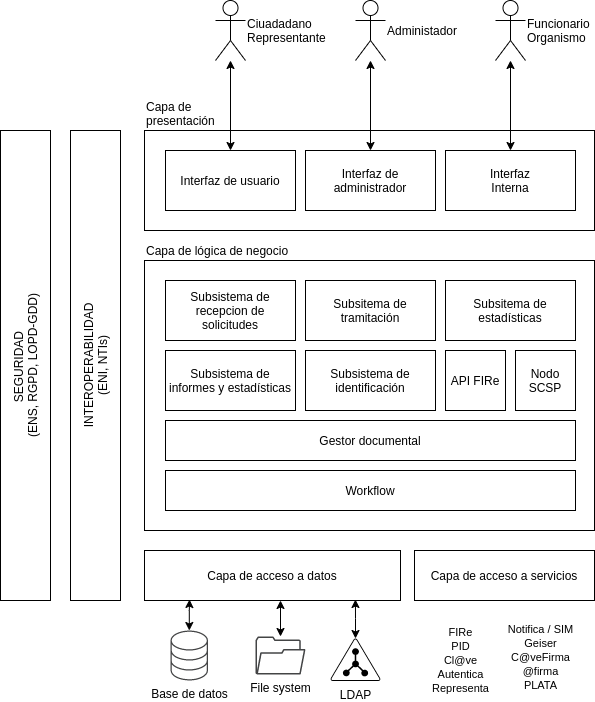 Ciuadadano
Representante
Administador
Funcionario
Organismo
Capa de
presentación
Interfaz de usuario
Interfaz de
administrador
Interfaz
Interna
SEGURIDAD
(ENS, RGPD, LOPD-GDD)
INTEROPERABILIDAD
(ENI, NTIs)
Capa de lógica de negocio
Subsistema de
recepcion de
solicitudes
Subsitema de
tramitación
Subsitema de
estadísticas
Subsistema de
informes y estadísticas
Subsistema de
identificación
API FIRe
Nodo
SCSP
Gestor documental
Workflow
Capa de acceso a datos
Capa de acceso a servicios
Base de datos
File system
LDAP
FIRe
PID
Cl@ve
Autentica
Representa
Notifica / SIM
Geiser
C@veFirma
@firma
PLATA